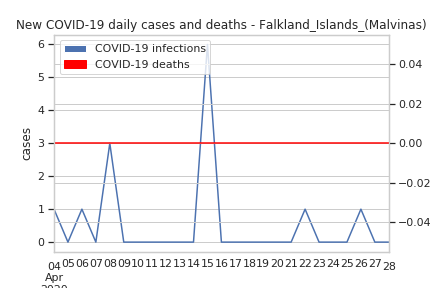 New COVID-19 daily cases and deaths - Falkland_Islands_(Malvinas)
COVID-19 infections
COVID-19 deaths
cases
6
5
4
3
2
1
0
0.04
0.02
0.00
−0.02
−0.04
04 05 06 07 08 09 10 11 12 13 14 15 16 17 18 19 20 21 22 23 24 25 26 27 28
Apr
2020